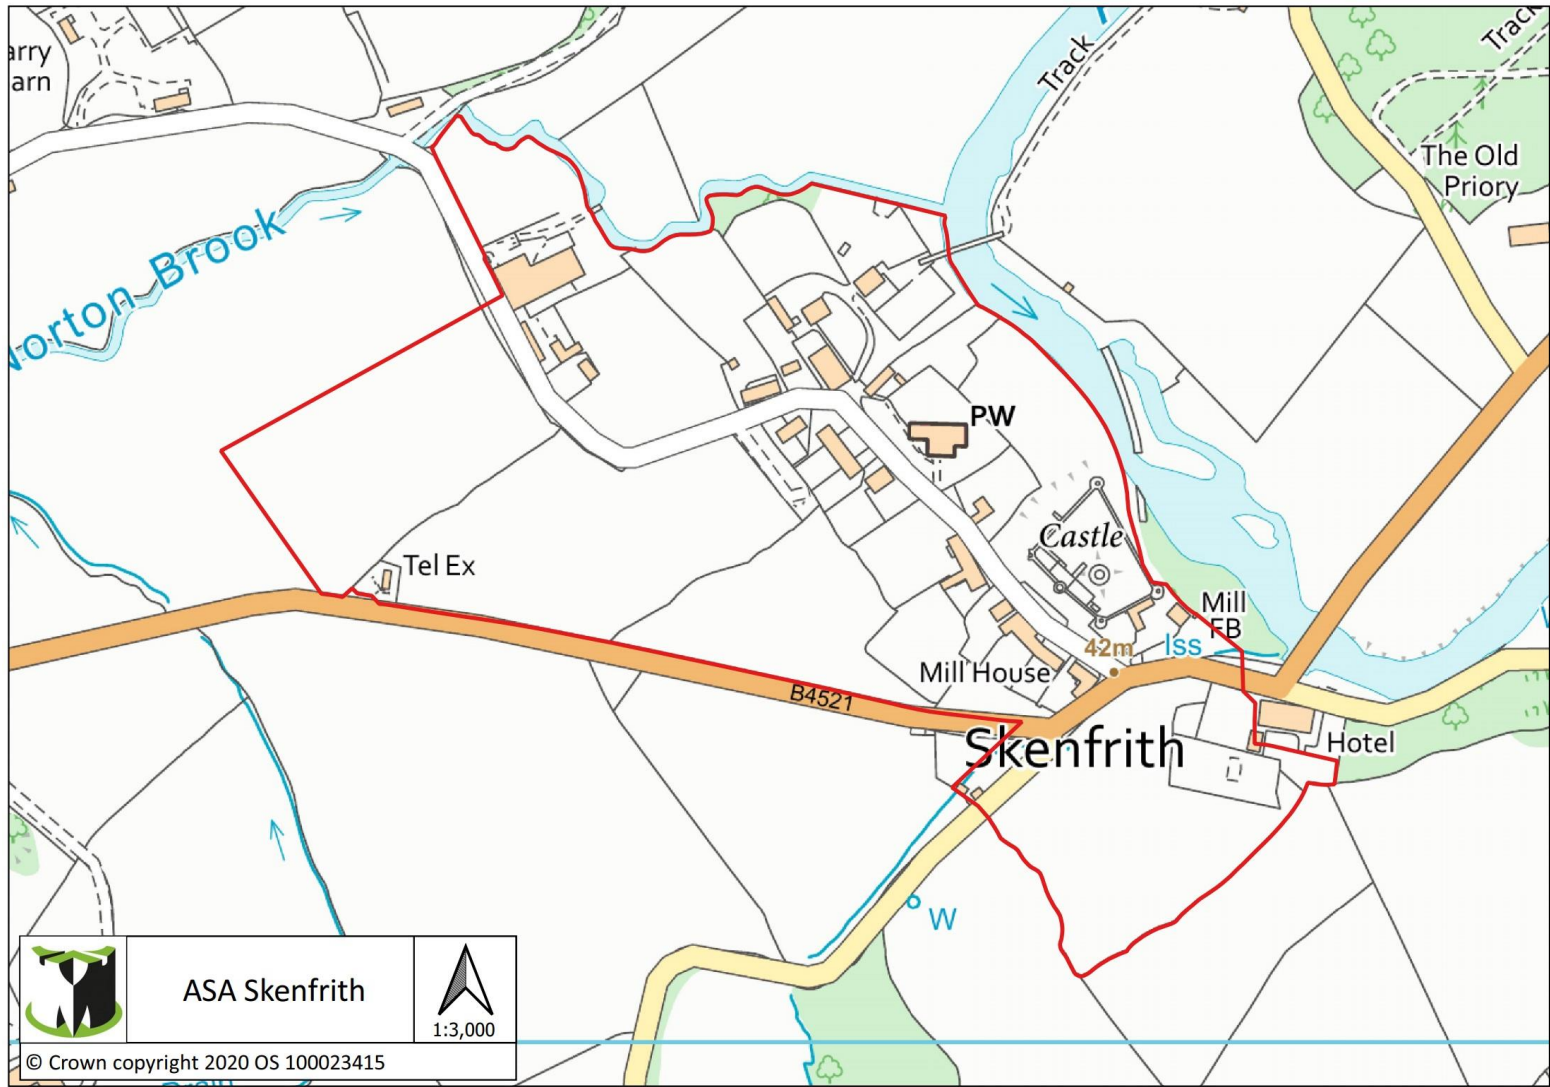 arry
arn
Track
Track
The Old
Priory
Norton Brook
PW
Castle
Tel Ex
Mill
FB
Iss
42m
Mill House
B4521
Skenfrith
Hotel
W
ASA Skenfrith
1:3,000
© Crown copyright 2020 OS 100023415